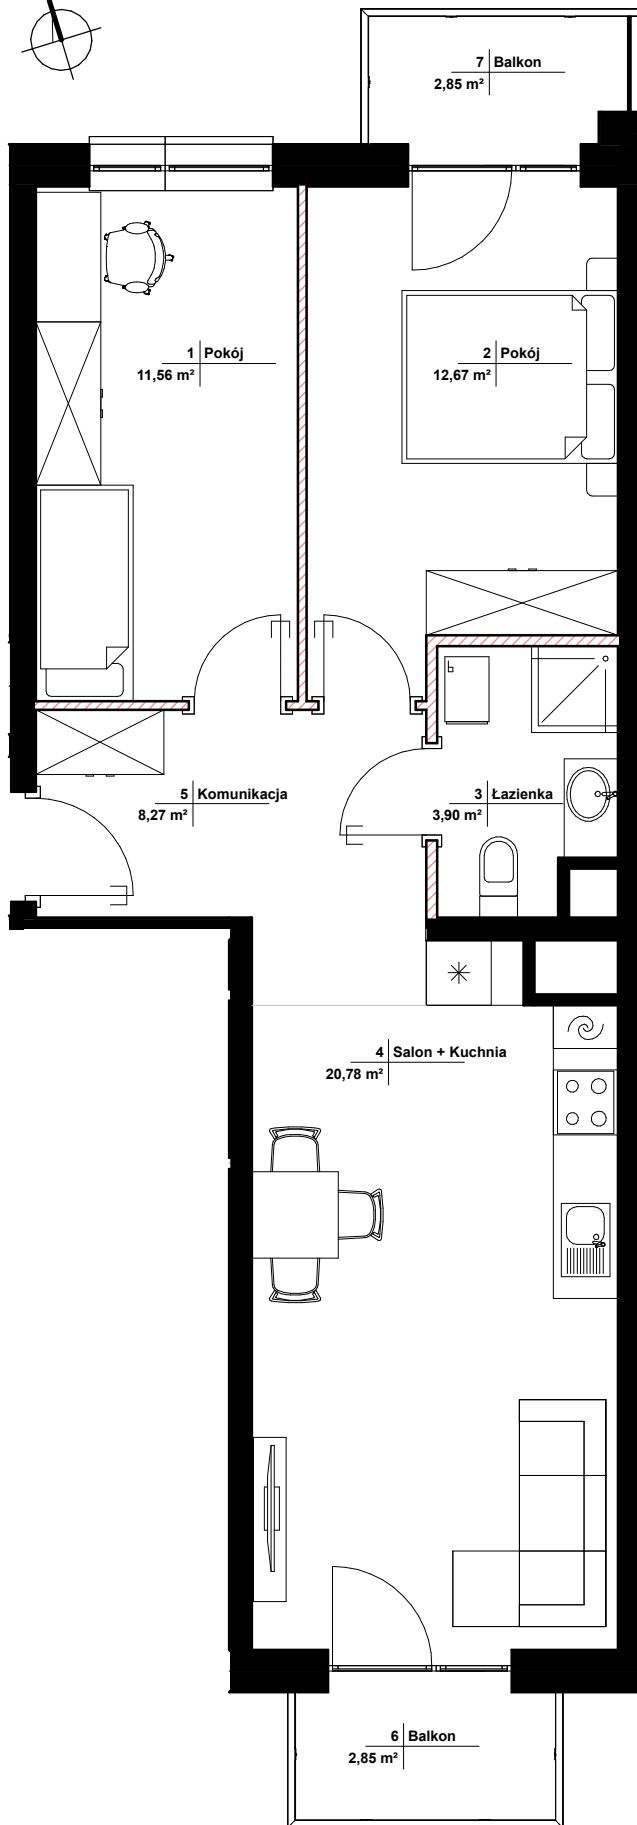 7 Balkon
2,85 m²
1 Pokój
11,56 m²
2 Pokój
12,67 m²
5 Komunikacja
8,27 m²
3 Łazienka
3,90 m²
4 Salon + Kuchnia
20,78 m²
6 Balkon
2,85 m²